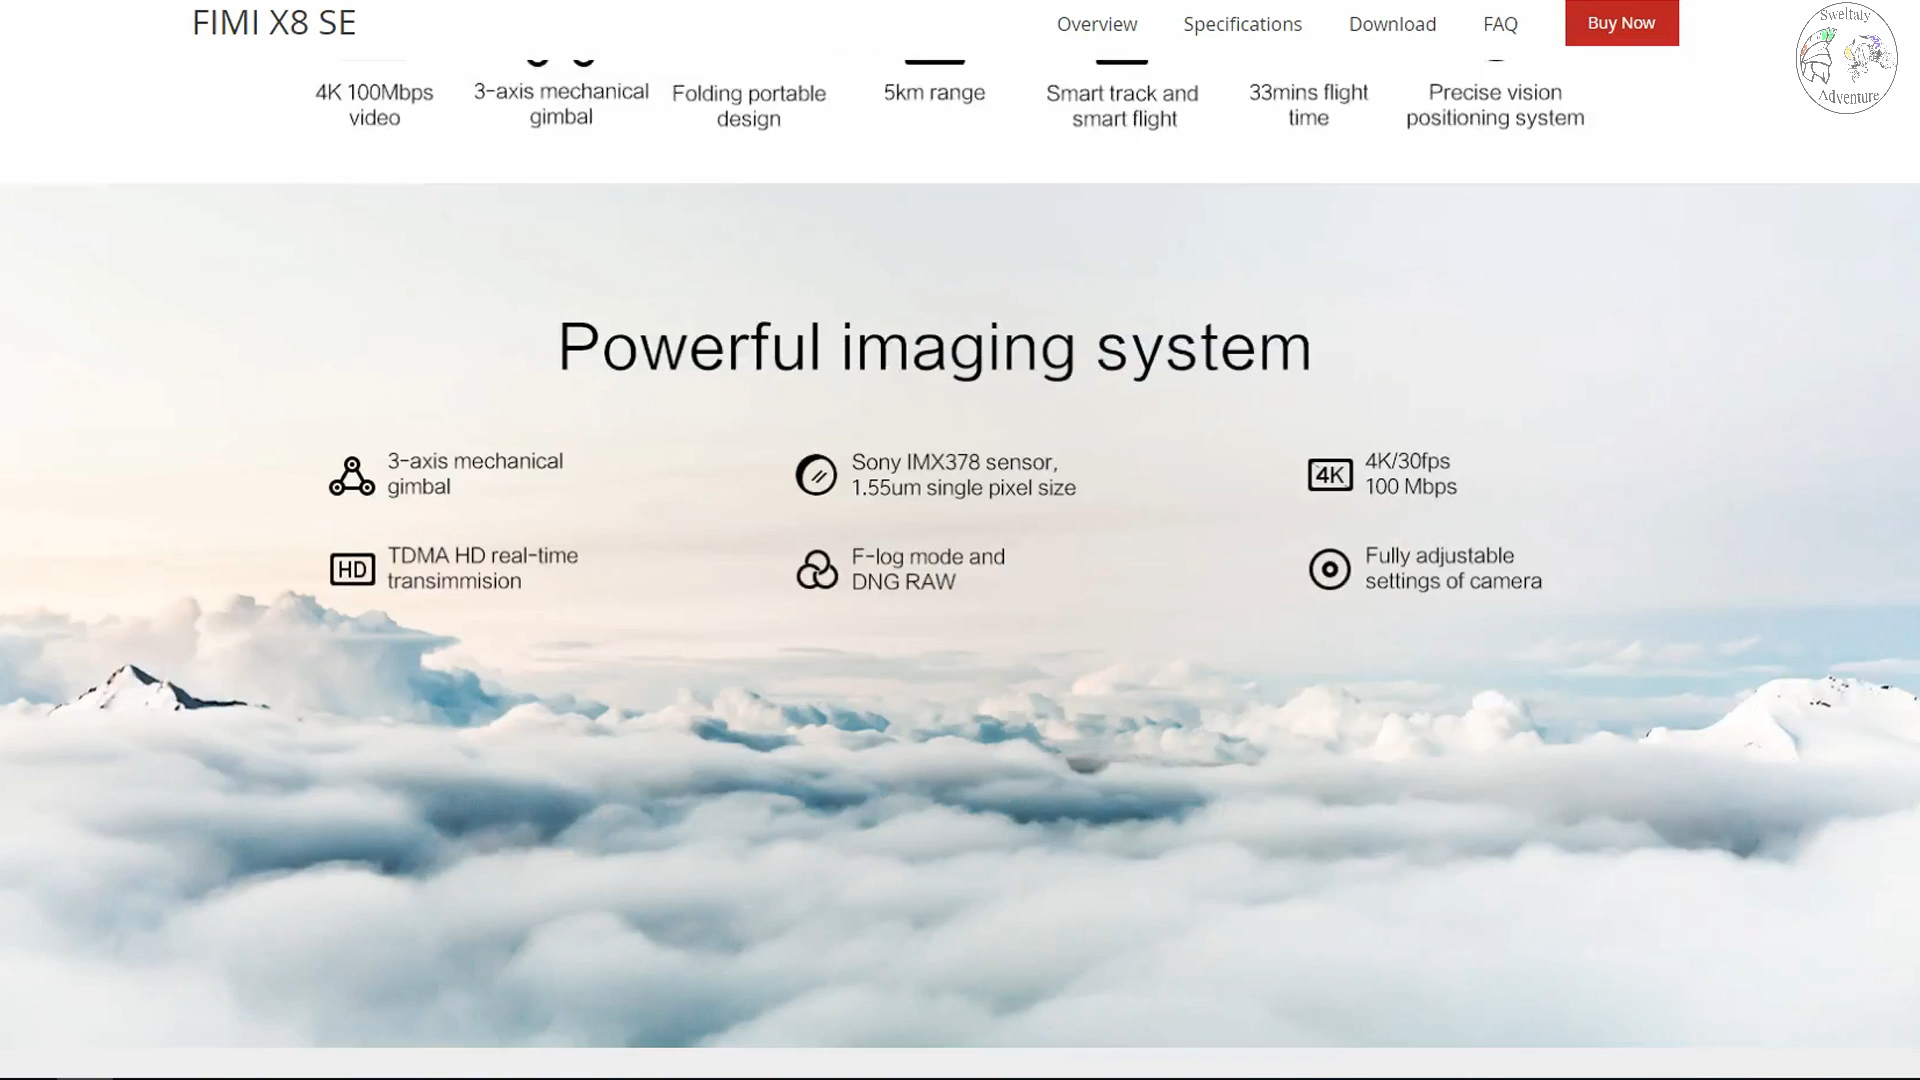 FIMI X8 SE
Overview
Specifications
Download
FAQ
Buy Now
Sweltaly
Adventure
4K 100Mbps
video
3-axis mechanical
gimbal
Folding portable
design
5km range
Smart track and
smart flight
33mins flight
time
Precise vision
positioning system
Powerful imaging system
3-axis mechanical
gimbal
Sony IMX378 sensor,
1.55um single pixel size
4K
4K/30fps
100 Mbps
HD
TDMA HD real-time
transimmision
F-log mode and
DNG RAW
Fully adjustable
settings of camera